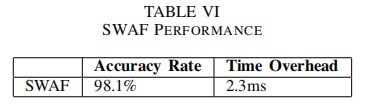 TABLE VI
SWAF PERFORMANCE
Accuracy Rate Time Overhead
SWAF 98.1% 2.3ms